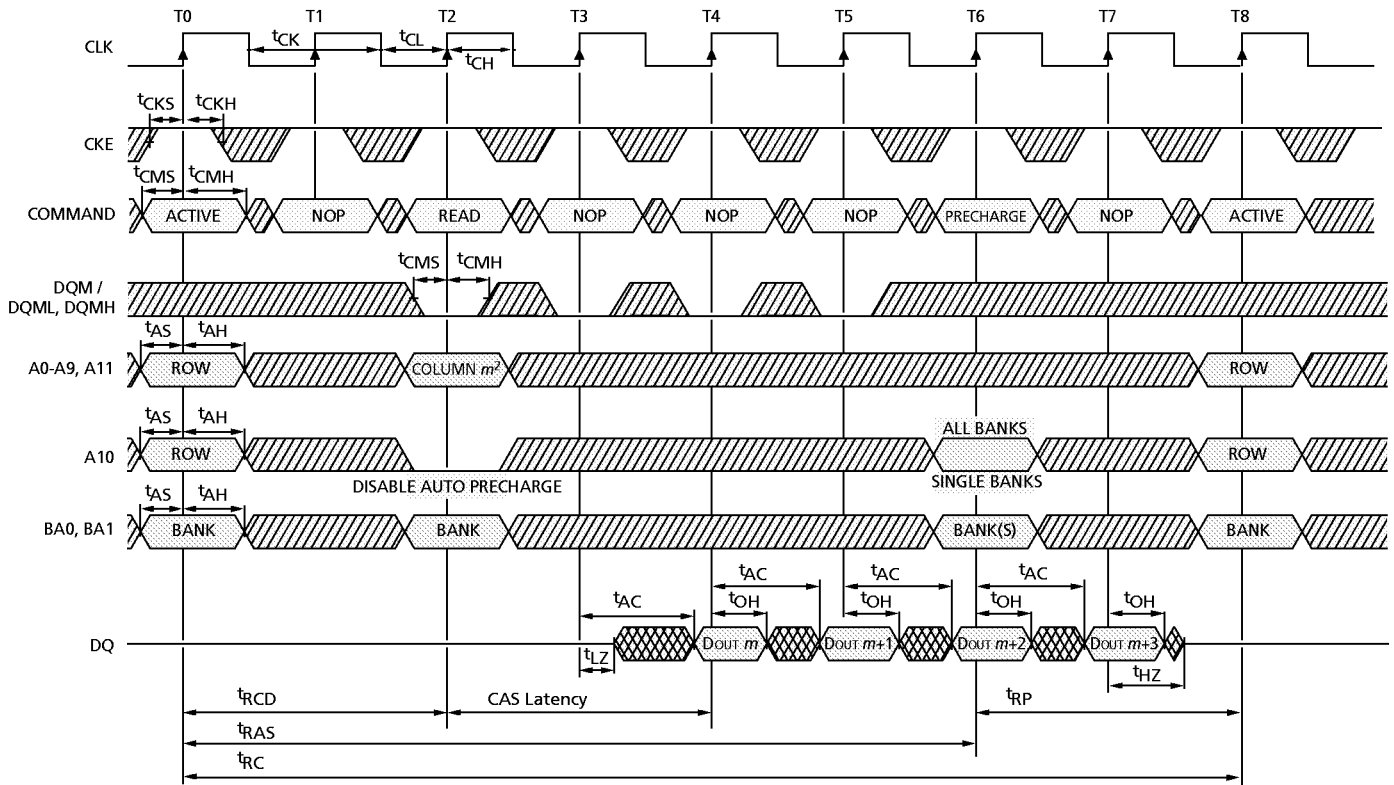 T0 T1 T2 T3 T4 T5 T6 T7 T8
CLK
tCK tCL
tCH
tCKS tCKH
CKE
tCMS tCMH
COMMAND ACTIVE NOP READ NOP NOP NOP PRECHARGE NOP ACTIVE
tCMS tCMH
DQM /
DQML, DQMH
tAS tAH
A0-A9, A11 ROW COLUMN m2 ROW
tAS tAH
ALL BANKS
A10 ROW ROW
DISABLE AUTO PRECHARGE SINGLE BANKS
tAS tAH
BA0, BA1 BANK BANK BANK(S) BANK
tAC tAC tAC
tAC tOH tOH tOH tOH
DQ DOUT m DOUT m+1 DOUT m+2 DOUT m+3
tLZ tHZ
tRCD CAS Latency tRP
tRAS
tRC